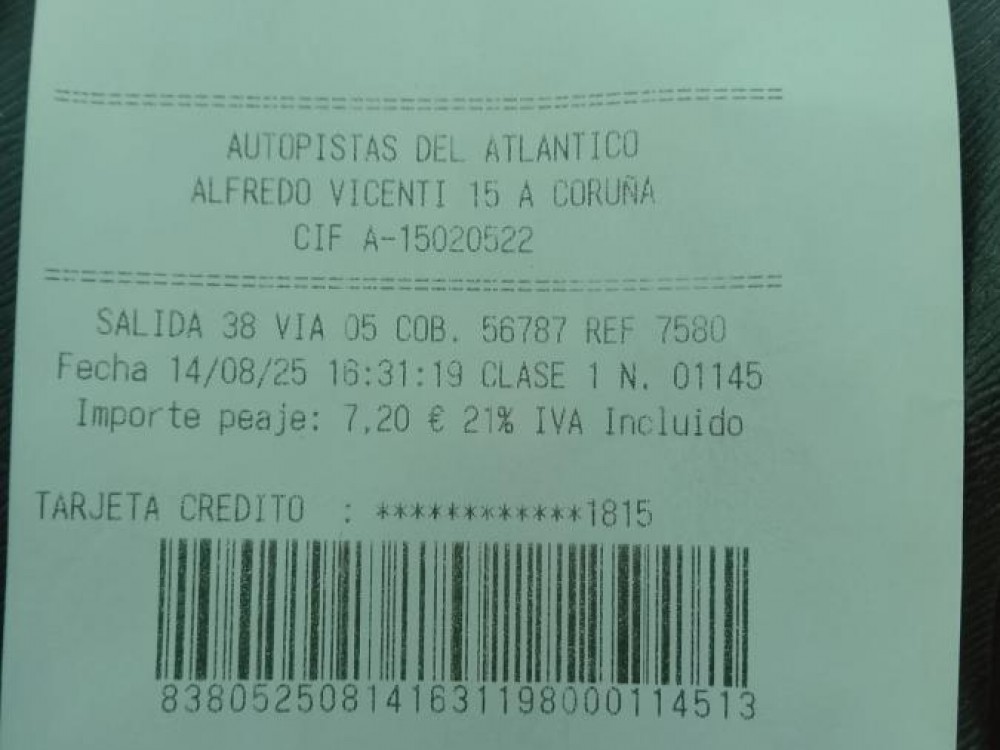 ==================================================
AUTOPISTAS DEL ATLANTICO
ALFREDO VICENTI 15 A CORUÑA
CIF A-15020522
==================================================
SALIDA 38 VIA 05 COB. 56787 REF 7580
Fecha 14/08/25 16:31:19 CLASE 1 N. 01145
Importe peaje: 7,20 € 21% IVA Incluido
TARJETA CREDITO : ************1815
838052508141631198000114513